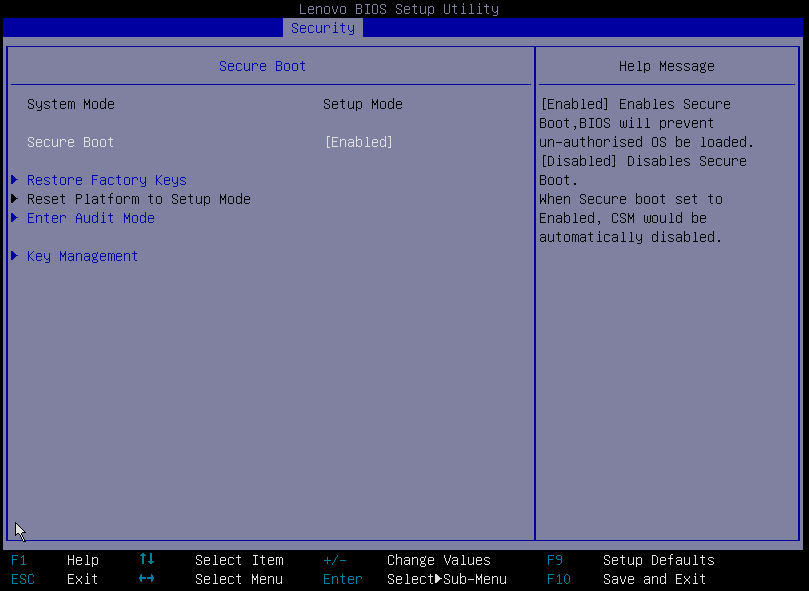 Lenovo BIOS Setup Utility
Security
Secure Boot
Help Message
System Mode Setup Mode
Secure Boot [Enabled]
Restore Factory Keys
Reset Platform to Setup Mode
Enter Audit Mode
Key Management
[Enabled] Enables Secure
Boot,BIOS will prevent
un-authorised OS be loaded.
[Disabled] Disables Secure
Boot.
When Secure boot set to
Enabled, CSM would be
automatically disabled.
F1 Help ↑↓ Select Item +/- Change Values F9 Setup Defaults
ESC Exit ←→ Select Menu Enter Select▶Sub-Menu F10 Save and Exit